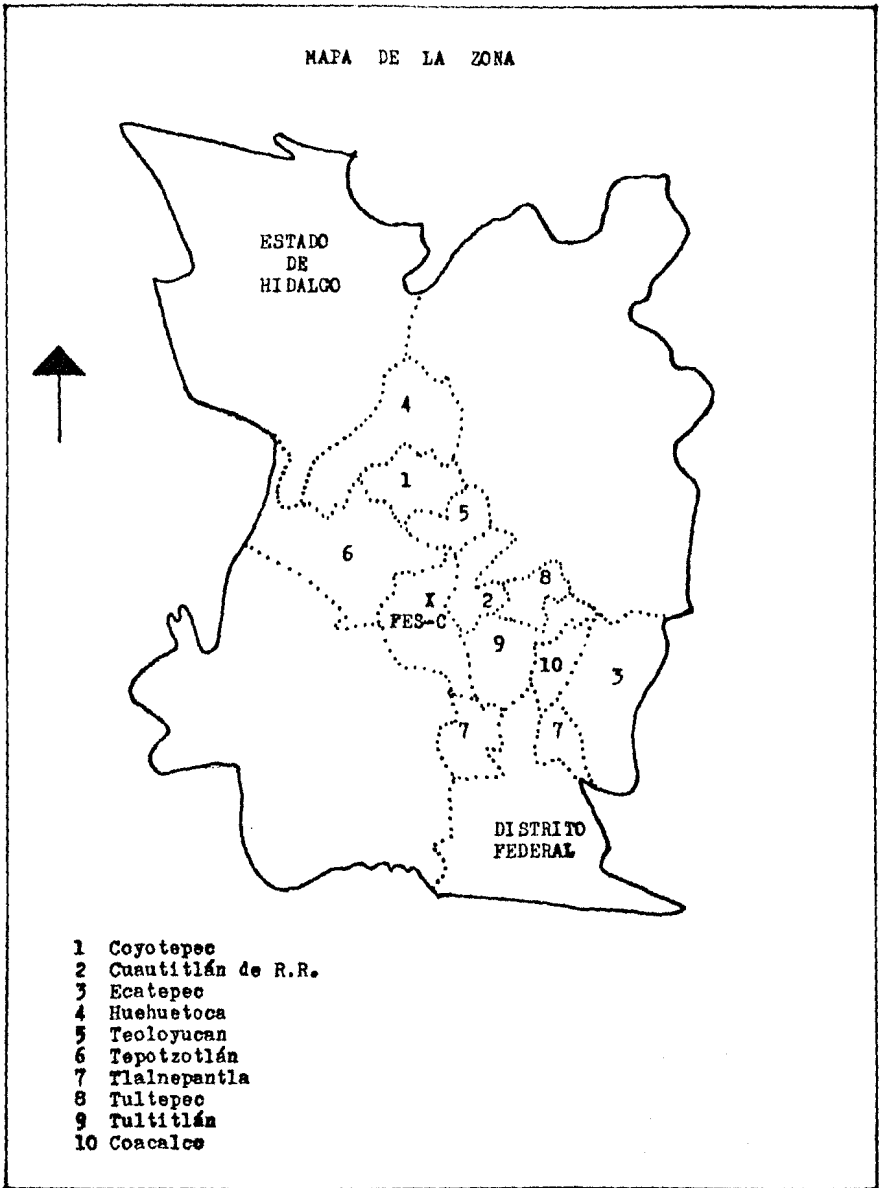 MAPA DE LA ZONA
ESTADO
DE
HIDALGO
4
1
5
6
8
X
2
FES-C
9
10
3
7
7
DISTRITO
FEDERAL
1 Coyotepec
2 Cuautitlán de R.R.
3 Ecatepec
4 Huehuetoca
5 Teoloyucan
6 Tepotzotlán
7 Tlalnepantla
8 Tultepec
9 Tultitlán
10 Coacalco